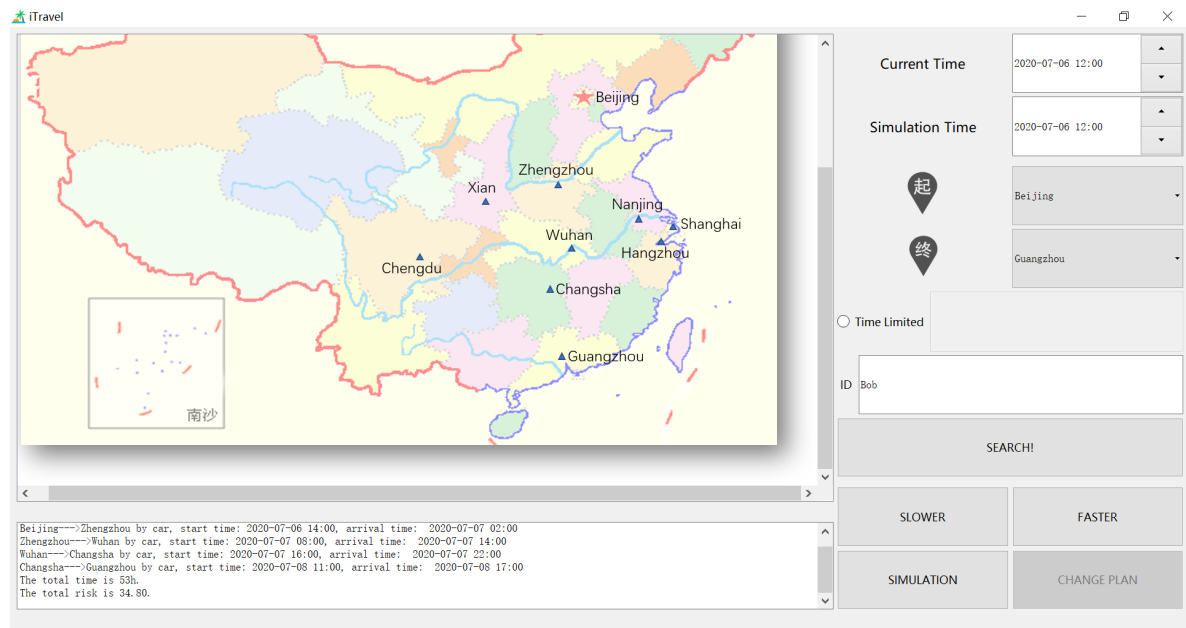 iTravel
Beijing
Zhengzhou
Xian
Nanjing
Shanghai
Wuhan
Hangzhou
Chengdu
Changsha
Guangzhou
南沙
Current Time
2020-07-06 12:00
Simulation Time
2020-07-06 12:00
起
Beijing
终
Guangzhou
Time Limited
ID
Bob
SEARCH!
SLOWER
FASTER
SIMULATION
CHANGE PLAN
Beijing--->Zhengzhou by car, start time: 2020-07-06 14:00, arrival time:  2020-07-07 02:00
Zhengzhou--->Wuhan by car, start time: 2020-07-07 08:00, arrival time:  2020-07-07 14:00
Wuhan--->Changsha by car, start time: 2020-07-07 16:00, arrival time:  2020-07-07 22:00
Changsha--->Guangzhou by car, start time: 2020-07-08 11:00, arrival time:  2020-07-08 17:00
The total time is 53h.
The total risk is 34.80.